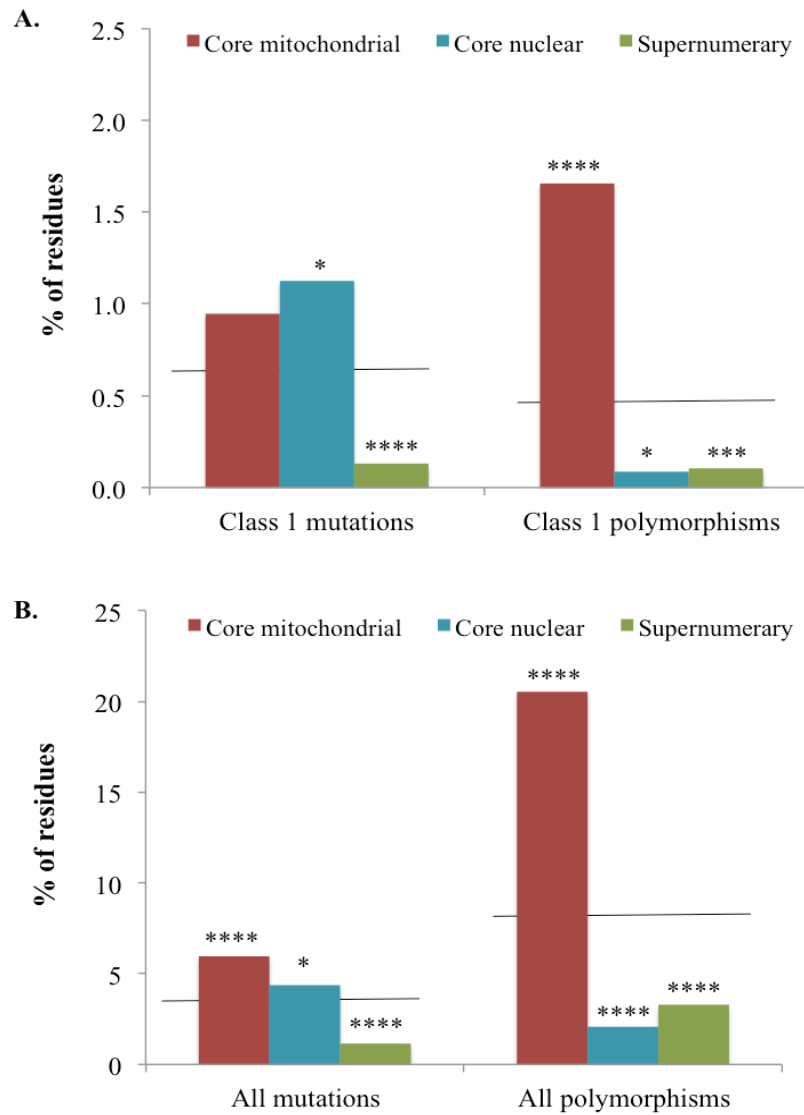 A.
2.5
2.0
1.5
1.0
0.5
0.0
% of residues
Core mitochondrial Core nuclear Supernumerary
*
****
****
*
***
Class 1 mutations Class 1 polymorphisms
B.
25
20
15
10
5
0
% of residues
Core mitochondrial Core nuclear Supernumerary
****
*
****
****
****
****
All mutations All polymorphisms